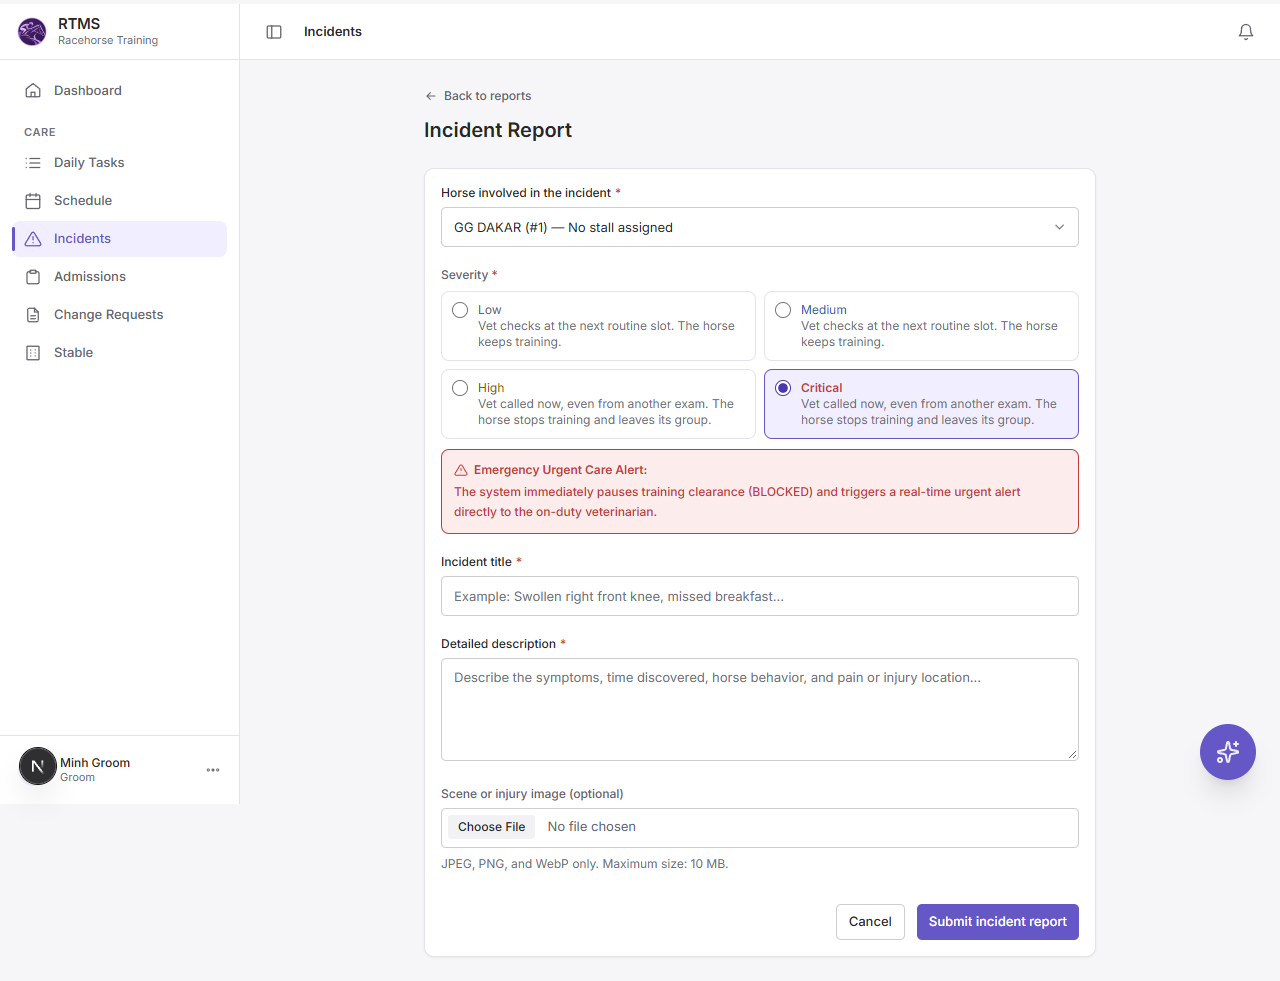 RTMS
Racehorse Training
Incidents
Dashboard
CARE
Daily Tasks
Schedule
Incidents
Admissions
Change Requests
Stable
N
Minh Groom
Groom
Back to reports
Incident Report
Horse involved in the incident *
GG DAKAR (#1) — No stall assigned
Severity *
Low
Vet checks at the next routine slot. The horse
keeps training.
Medium
Vet checks at the next routine slot. The horse
keeps training.
High
Vet called now, even from another exam. The
horse stops training and leaves its group.
Critical
Vet called now, even from another exam. The
horse stops training and leaves its group.
Emergency Urgent Care Alert:
The system immediately pauses training clearance (BLOCKED) and triggers a real-time urgent alert
directly to the on-duty veterinarian.
Incident title *
Example: Swollen right front knee, missed breakfast...
Detailed description *
Describe the symptoms, time discovered, horse behavior, and pain or injury location...
Scene or injury image (optional)
Choose File No file chosen
JPEG, PNG, and WebP only. Maximum size: 10 MB.
Cancel
Submit incident report